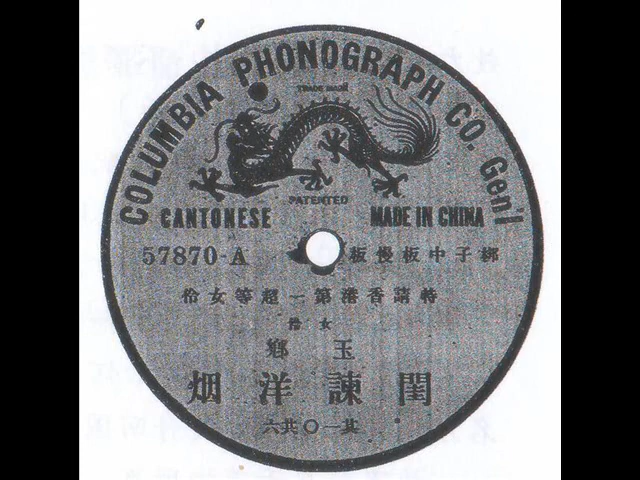 COLUMBIA PHONOGRAPH CO. Gen'l
TRADE MARK
PATENTED
CANTONESE
MADE IN CHINA
57870-A
梆子中板慢板
特請香港第一超等女伶
女伶
玉鄉
閨諫洋烟
其一〇共六